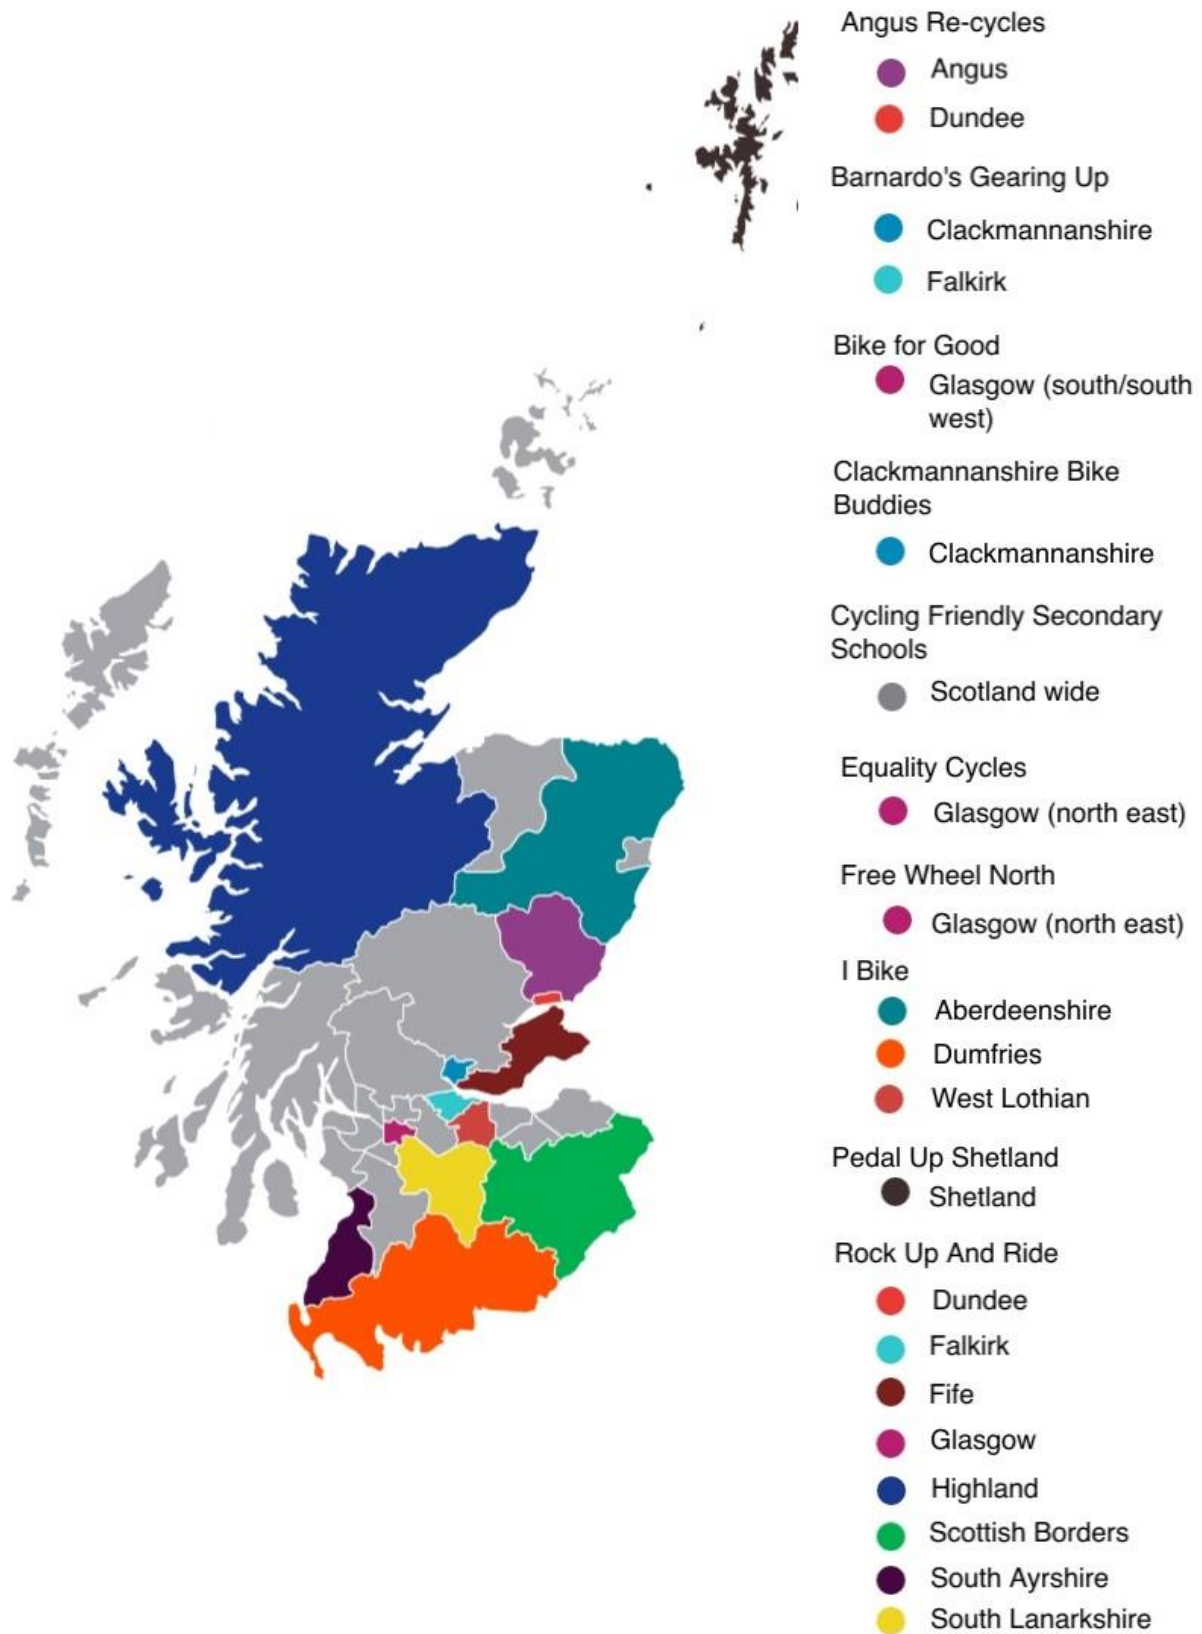 Angus Re-cycles
Angus
Dundee
Barnardo's Gearing Up
Clackmannanshire
Falkirk
Bike for Good
Glasgow (south/south
west)
Clackmannanshire Bike
Buddies
Clackmannanshire
Cycling Friendly Secondary
Schools
Scotland wide
Equality Cycles
Glasgow (north east)
Free Wheel North
Glasgow (north east)
I Bike
Aberdeenshire
Dumfries
West Lothian
Pedal Up Shetland
Shetland
Rock Up And Ride
Dundee
Falkirk
Fife
Glasgow
Highland
Scottish Borders
South Ayrshire
South Lanarkshire